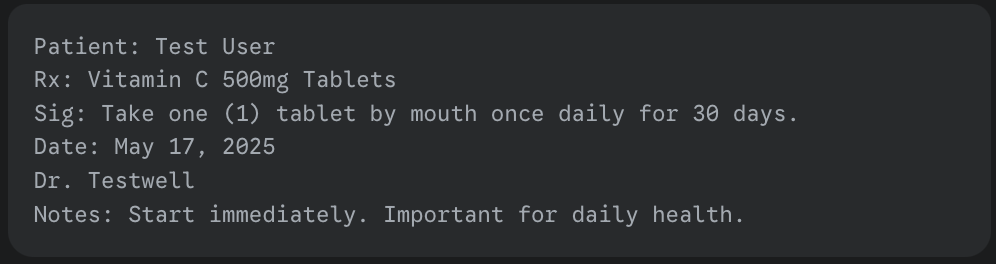 Patient: Test User
Rx: Vitamin C 500mg Tablets
Sig: Take one (1) tablet by mouth once daily for 30 days.
Date: May 17, 2025
Dr. Testwell
Notes: Start immediately. Important for daily health.